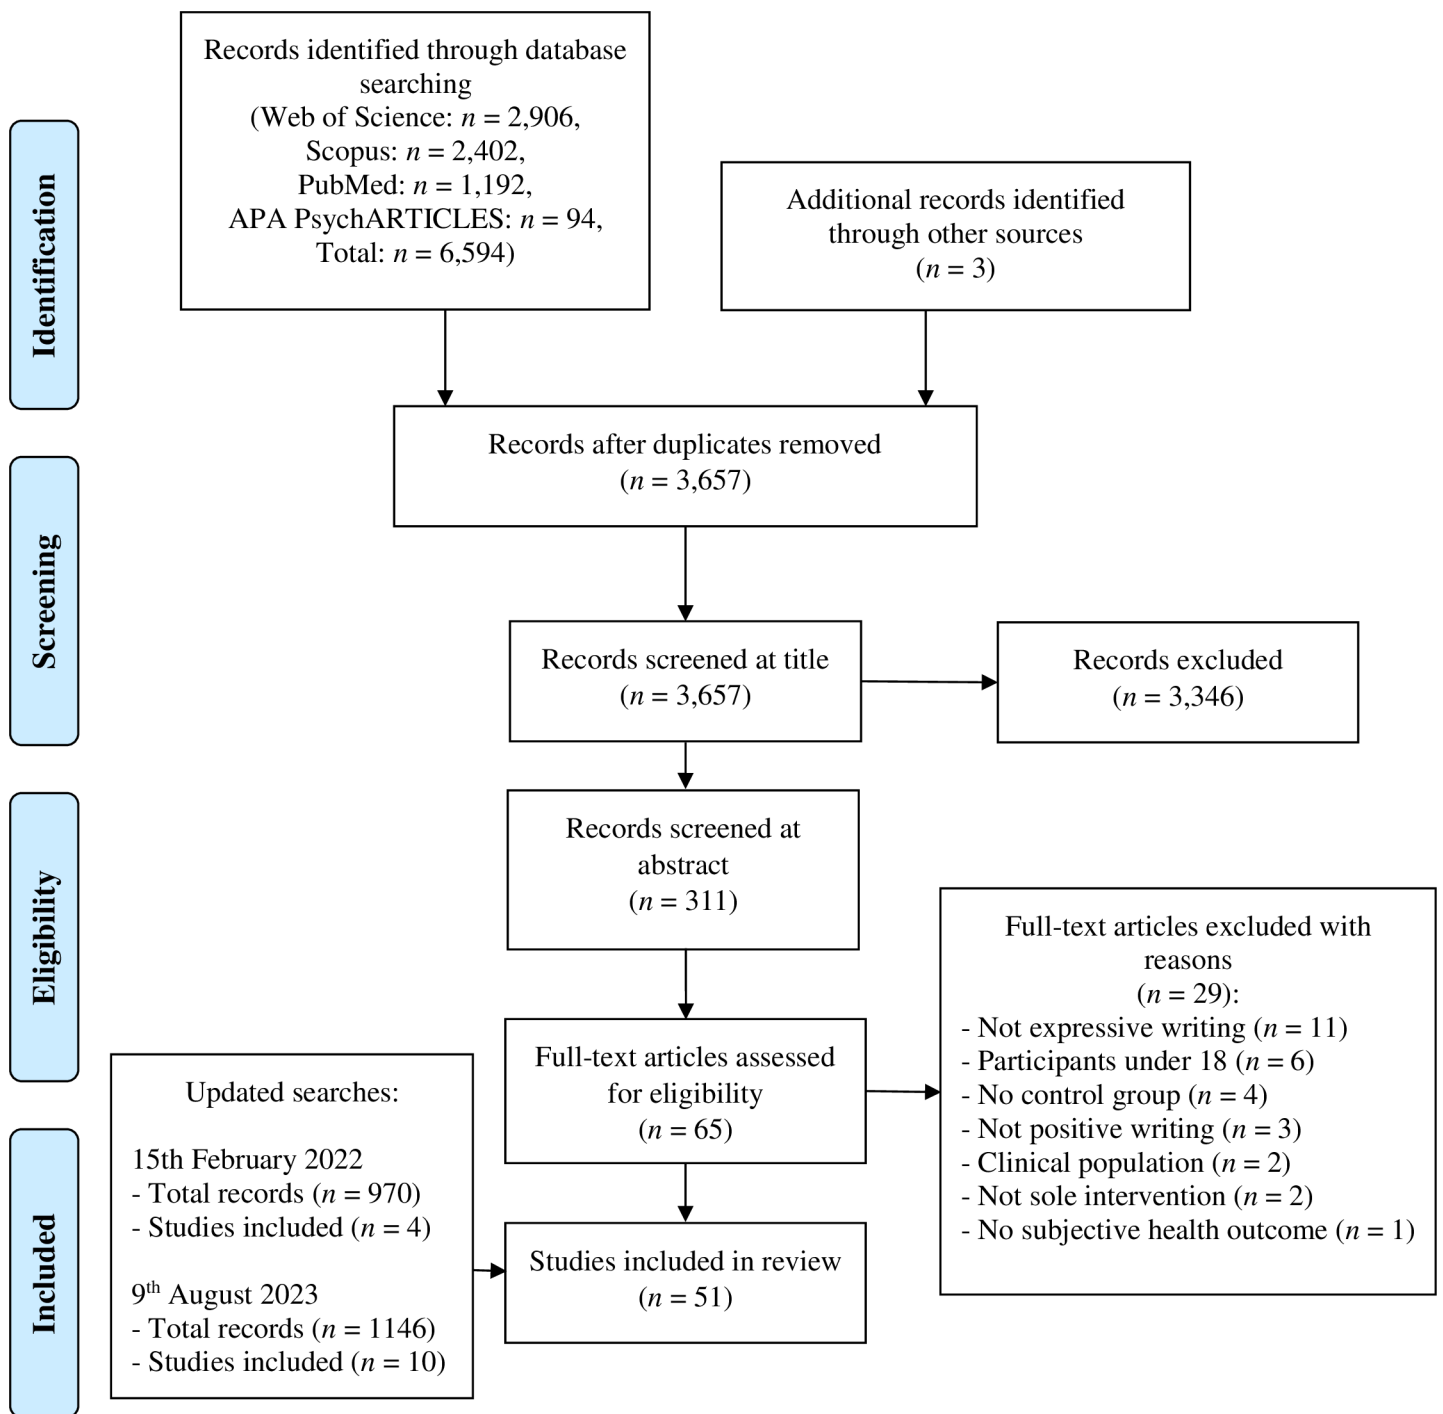 Records identified through database
searching
(Web of Science: n = 2,906,
Scopus: n = 2,402,
PubMed: n = 1,192,
APA PsychARTICLES: n = 94,
Total: n = 6,594)
Additional records identified
through other sources
(n = 3)
Identification
Records after duplicates removed
(n = 3,657)
Screening
Records screened at title
(n = 3,657)
Records excluded
(n = 3,346)
Records screened at
abstract
(n = 311)
Eligibility
Full-text articles assessed
for eligibility
(n = 65)
Full-text articles excluded with
reasons
(n = 29):
- Not expressive writing (n = 11)
- Participants under 18 (n = 6)
- No control group (n = 4)
- Not positive writing (n = 3)
- Clinical population (n = 2)
- Not sole intervention (n = 2)
- No subjective health outcome (n = 1)
Included
Updated searches:
15th February 2022
- Total records (n = 970)
- Studies included (n = 4)
9th August 2023
- Total records (n = 1146)
- Studies included (n = 10)
Studies included in review
(n = 51)